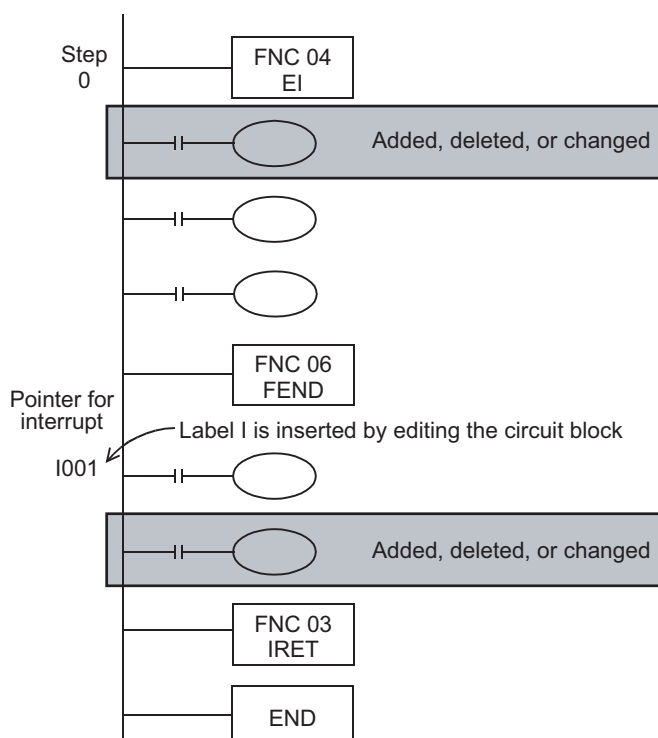 Step
0
FNC 04
EI
Added, deleted, or changed
FNC 06
FEND
Pointer for
interrupt
Label I is inserted by editing the circuit block
I001
Added, deleted, or changed
FNC 03
IRET
END